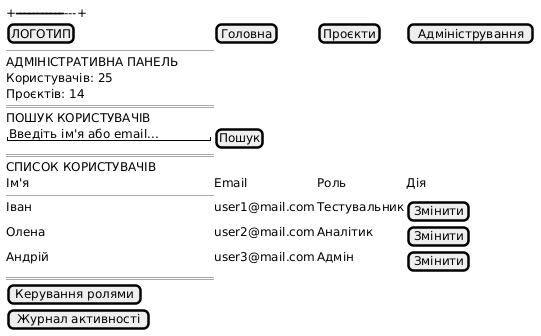 +-----------------+
ЛОГОТИП Головна Проєкти Адміністрування
АДМІНІСТРАТИВНА ПАНЕЛЬ
Користувачів: 25
Проєктів: 14
ПОШУК КОРИСТУВАЧІВ
Введіть ім'я або email... Пошук
СПИСОК КОРИСТУВАЧІВ
Ім'я Email Роль Дія
Іван user1@mail.com Тестувальник Змінити
Олена user2@mail.com Аналітик Змінити
Андрій user3@mail.com Адмін Змінити
Керування ролями
Журнал активності